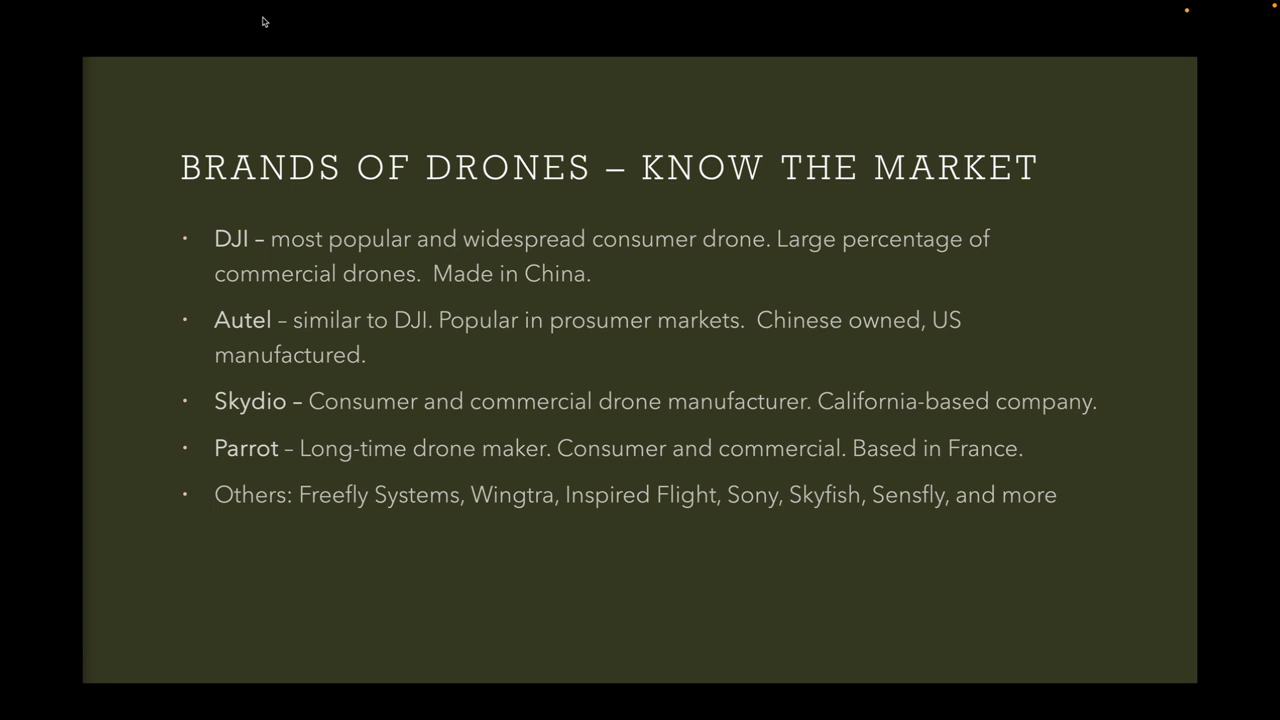 BRANDS OF DRONES – KNOW THE MARKET
• DJI – most popular and widespread consumer drone. Large percentage of
commercial drones.  Made in China.
• Autel – similar to DJI. Popular in prosumer markets.  Chinese owned, US
manufactured.
• Skydio – Consumer and commercial drone manufacturer. California-based company.
• Parrot – Long-time drone maker. Consumer and commercial. Based in France.
• Others: Freefly Systems, Wingtra, Inspired Flight, Sony, Skyfish, Sensfly, and more